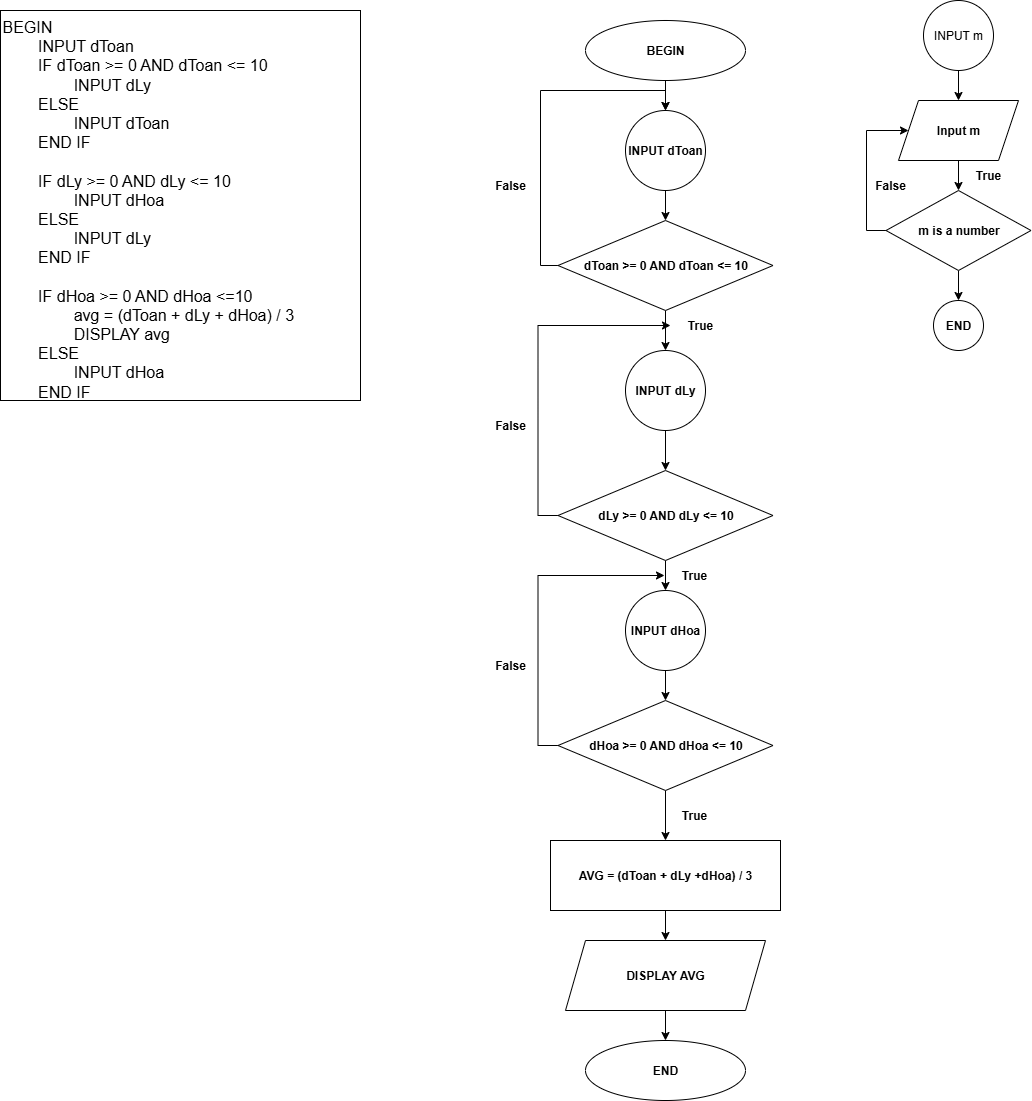 BEGIN
INPUT dToan
IF dToan >= 0 AND dToan <= 10
INPUT dLy
ELSE
INPUT dToan
END IF
IF dLy >= 0 AND dLy <= 10
INPUT dHoa
ELSE
INPUT dLy
END IF
IF dHoa >= 0 AND dHoa <=10
avg = (dToan + dLy + dHoa) / 3
DISPLAY avg
ELSE
INPUT dHoa
END IF
BEGIN
INPUT dToan
False
dToan >= 0 AND dToan <= 10
True
INPUT dLy
False
dLy >= 0 AND dLy <= 10
True
INPUT dHoa
False
dHoa >= 0 AND dHoa <= 10
True
AVG = (dToan + dLy +dHoa) / 3
DISPLAY AVG
END
INPUT m
Input m
True
False
m is a number
END